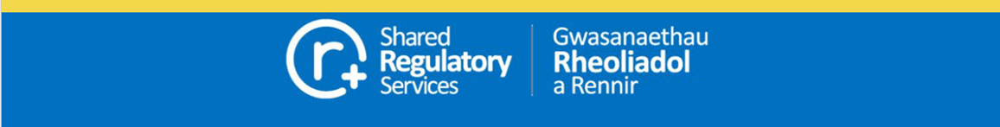 Shared
Regulatory
Services
Gwasanaethau
Rheoliadol
a Rennir